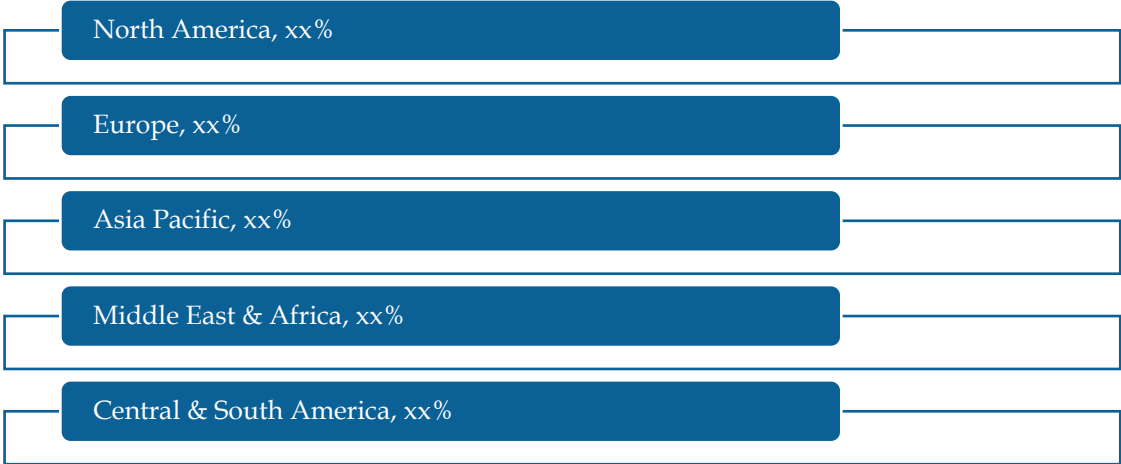 North America, xx%
Europe, xx%
Asia Pacific, xx%
Middle East & Africa, xx%
Central & South America, xx%